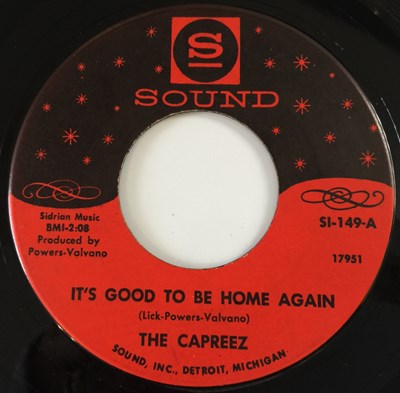 S
SOUND
Sidrian Music
BMI-2:08
Produced by
Powers-Valvano
SI-149-A
17951
IT'S GOOD TO BE HOME AGAIN
(Lick-Powers-Valvano)
THE CAPREEZ
SOUND, INC., DETROIT, MICHIGAN.